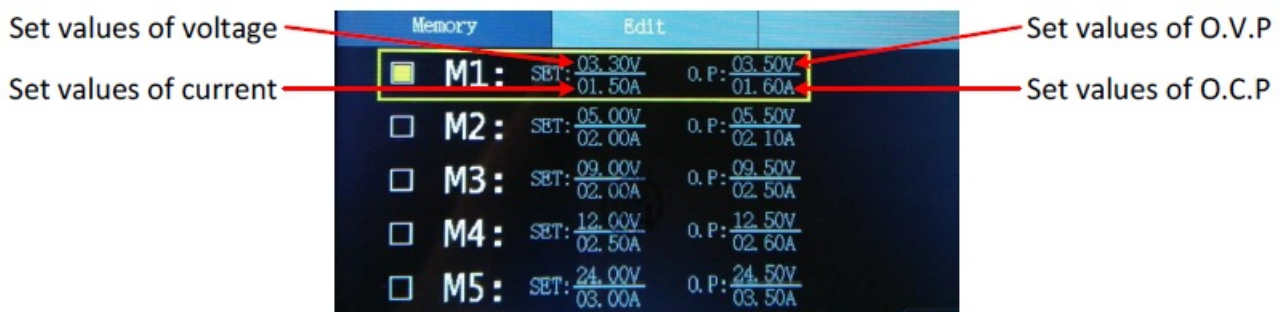 Memory Edit
Set values of voltage
Set values of O.V.P
M1: SET: 03.30V 01.50A O.P: 03.50V 01.60A
Set values of current
Set values of O.C.P
M2: SET: 05.00V 02.00A O.P: 05.50V 02.10A
M3: SET: 09.00V 02.00A O.P: 09.50V 02.50A
M4: SET: 12.00V 02.50A O.P: 12.50V 02.60A
M5: SET: 24.00V 03.00A O.P: 24.50V 03.50A